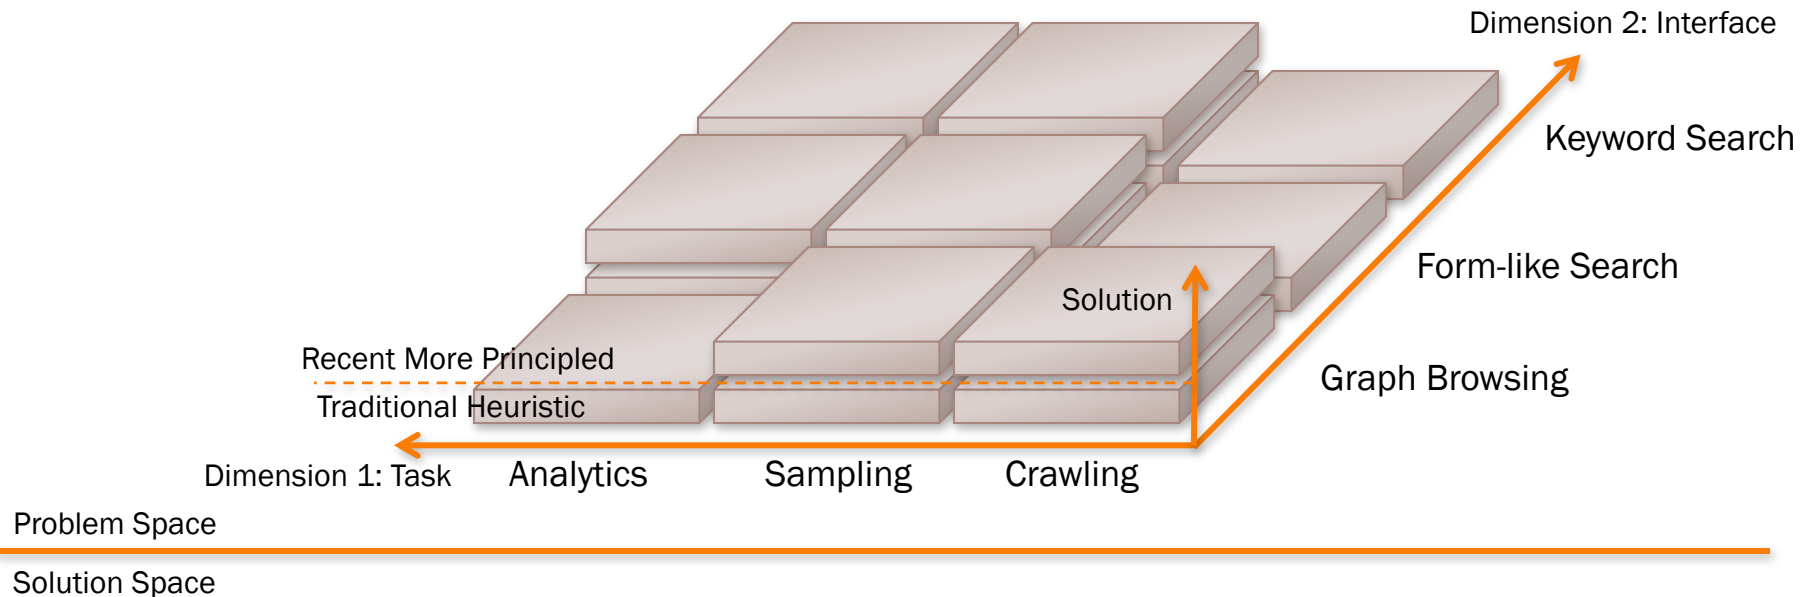 Dimension 2: Interface
Keyword Search
Form-like Search
Solution
Recent More Principled
Graph Browsing
Traditional Heuristic
Dimension 1: Task
Analytics
Sampling
Crawling
Problem Space
Solution Space